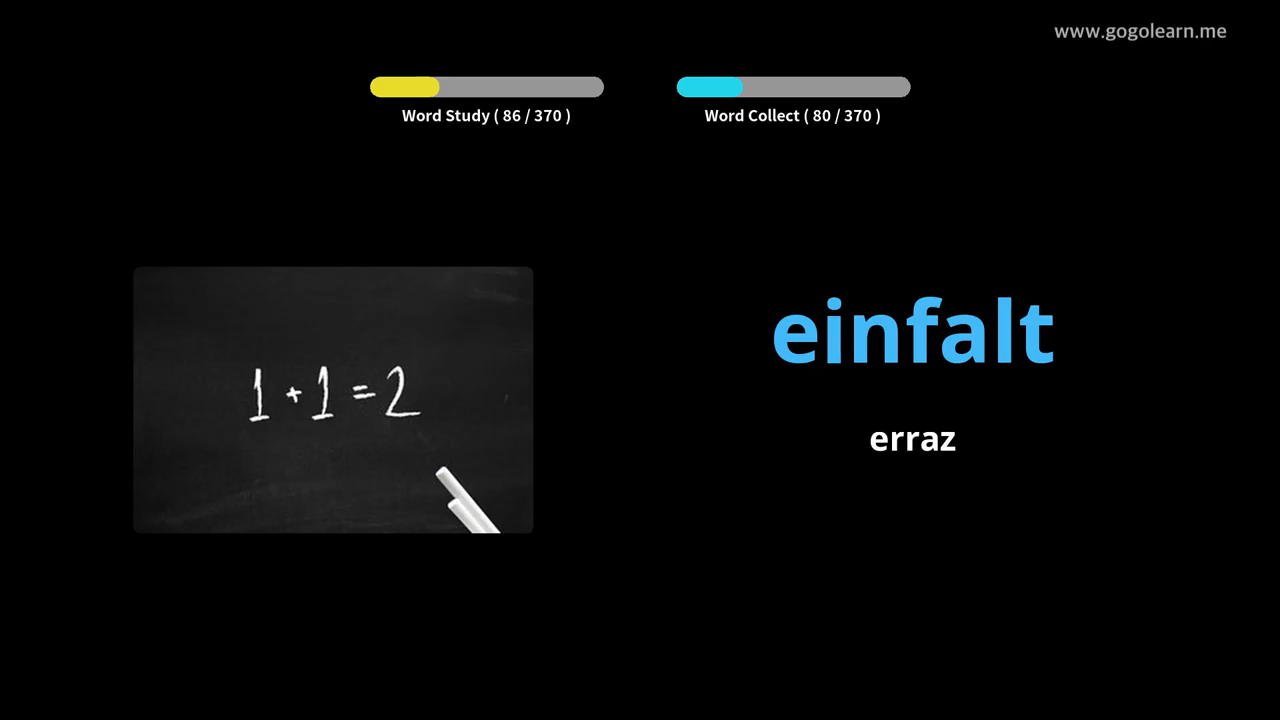 www.gogolearn.me
Word Study ( 86 / 370 )
Word Collect ( 80 / 370 )
1 + 1 = 2
einfalt
erraz